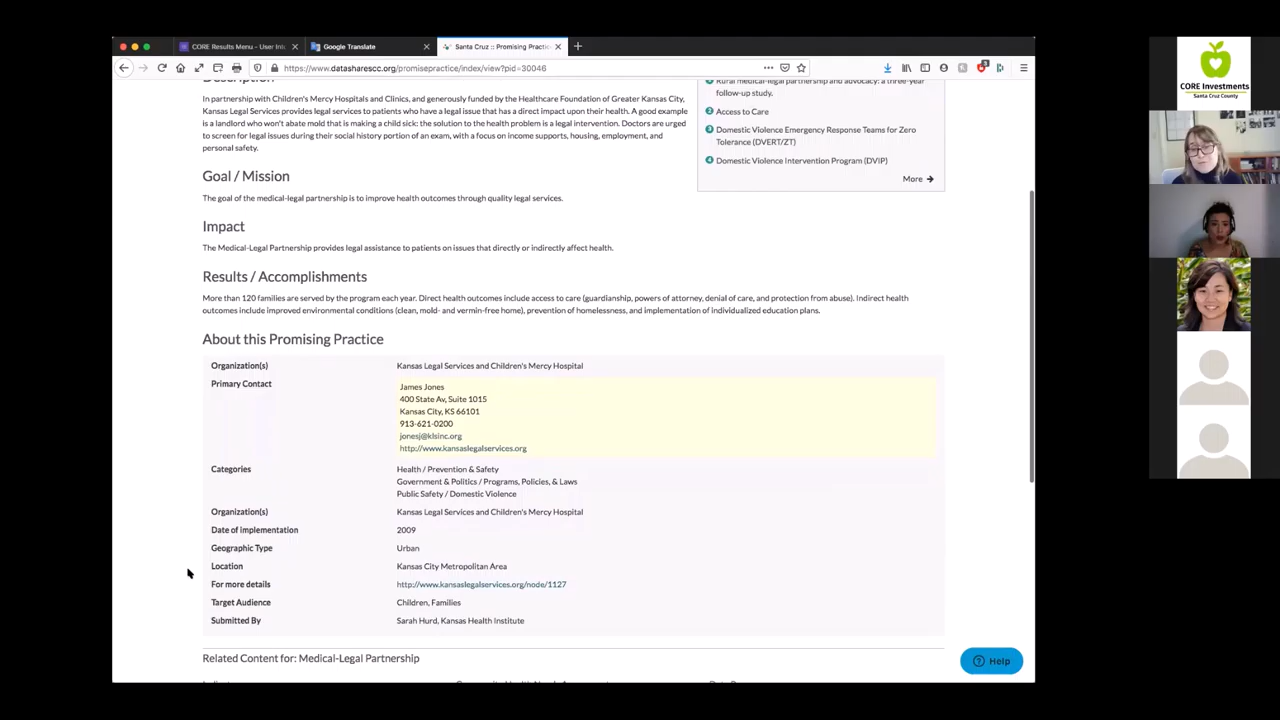 CORE Results Menu - User Int
Google Translate
Santa Cruz :: Promising Practice
https://www.datasharescc.org/promisepractice/index/view?pid=30046
Description
In partnership with Children's Mercy Hospitals and Clinics, and generously funded by the Healthcare Foundation of Greater Kansas City,
Kansas Legal Services provides legal services to patients who have a legal issue that has a direct impact upon their health. A good example
is a landlord who won't abate mold that is making a child sick: the solution to the health problem is a legal intervention. Doctors are urged
to screen for legal issues during their social history portion of an exam, with a focus on income supports, housing, employment, and
personal safety.
Rural medical-legal partnership and advocacy: a three-year
follow-up study.
2 Access to Care
3 Domestic Violence Emergency Response Teams for Zero
Tolerance (DVERT/ZT)
4 Domestic Violence Intervention Program (DVIP)
More →
Goal / Mission
The goal of the medical-legal partnership is to improve health outcomes through quality legal services.
Impact
The Medical-Legal Partnership provides legal assistance to patients on issues that directly or indirectly affect health.
Results / Accomplishments
More than 120 families are served by the program each year. Direct health outcomes include access to care (guardianship, powers of attorney, denial of care, and protection from abuse). Indirect health
outcomes include improved environmental conditions (clean, mold- and vermin-free home), prevention of homelessness, and implementation of individualized education plans.
About this Promising Practice
Organization(s) Kansas Legal Services and Children's Mercy Hospital
Primary Contact James Jones
400 State Av, Suite 1015
Kansas City, KS 66101
913-621-0200
jonesj@klsinc.org
http://www.kansaslegalservices.org
Categories Health / Prevention & Safety
Government & Politics / Programs, Policies, & Laws
Public Safety / Domestic Violence
Organization(s) Kansas Legal Services and Children's Mercy Hospital
Date of implementation 2009
Geographic Type Urban
Location Kansas City Metropolitan Area
For more details http://www.kansaslegalservices.org/node/1127
Target Audience Children, Families
Submitted By Sarah Hurd, Kansas Health Institute
Related Content for: Medical-Legal Partnership
Help
CORE Investments
Santa Cruz County